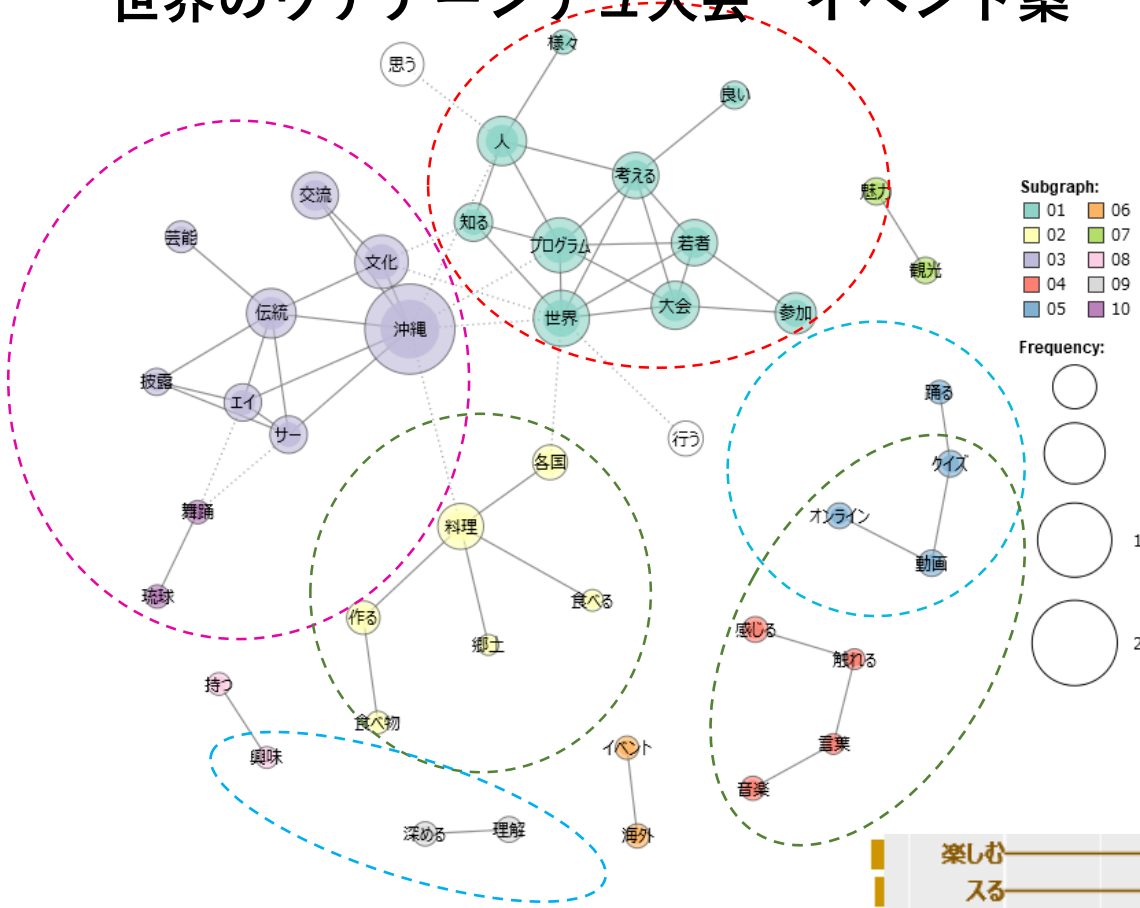 様々
思う
良い
人
考える
魅力
交流
知る
芸能
プログラム
若者
文化
観光
伝統
沖縄
世界
大会
参加
披露
エイ
サー
行う
踊る
各国
クイズ
舞踊
料理
オンライン
動画
琉球
作る
食べる
郷土
感じる
触れる
持つ
食べ物
興味
イベント
言葉
音楽
深める
理解
海外
Subgraph:
01
06
02
07
03
08
04
09
05
10
Frequency:
楽しむ